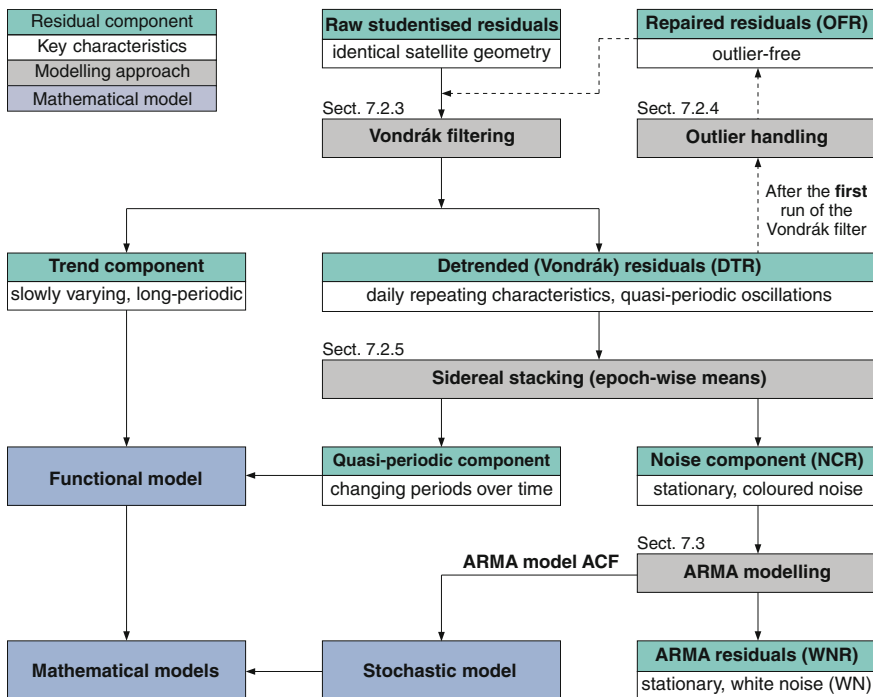 Residual component
Key characteristics
Modelling approach
Mathematical model
Raw studentised residuals
identical satellite geometry
Repaired residuals (OFR)
outlier-free
Sect. 7.2.3
Vondrák filtering
Sect. 7.2.4
Outlier handling
After the first
run of the
Vondrák filter
Trend component
slowly varying, long-periodic
Detrended (Vondrák) residuals (DTR)
daily repeating characteristics, quasi-periodic oscillations
Sect. 7.2.5
Sidereal stacking (epoch-wise means)
Functional model
Quasi-periodic component
changing periods over time
Noise component (NCR)
stationary, coloured noise
Sect. 7.3
ARMA modelling
ARMA model ACF
Mathematical models
Stochastic model
ARMA residuals (WNR)
stationary, white noise (WN)